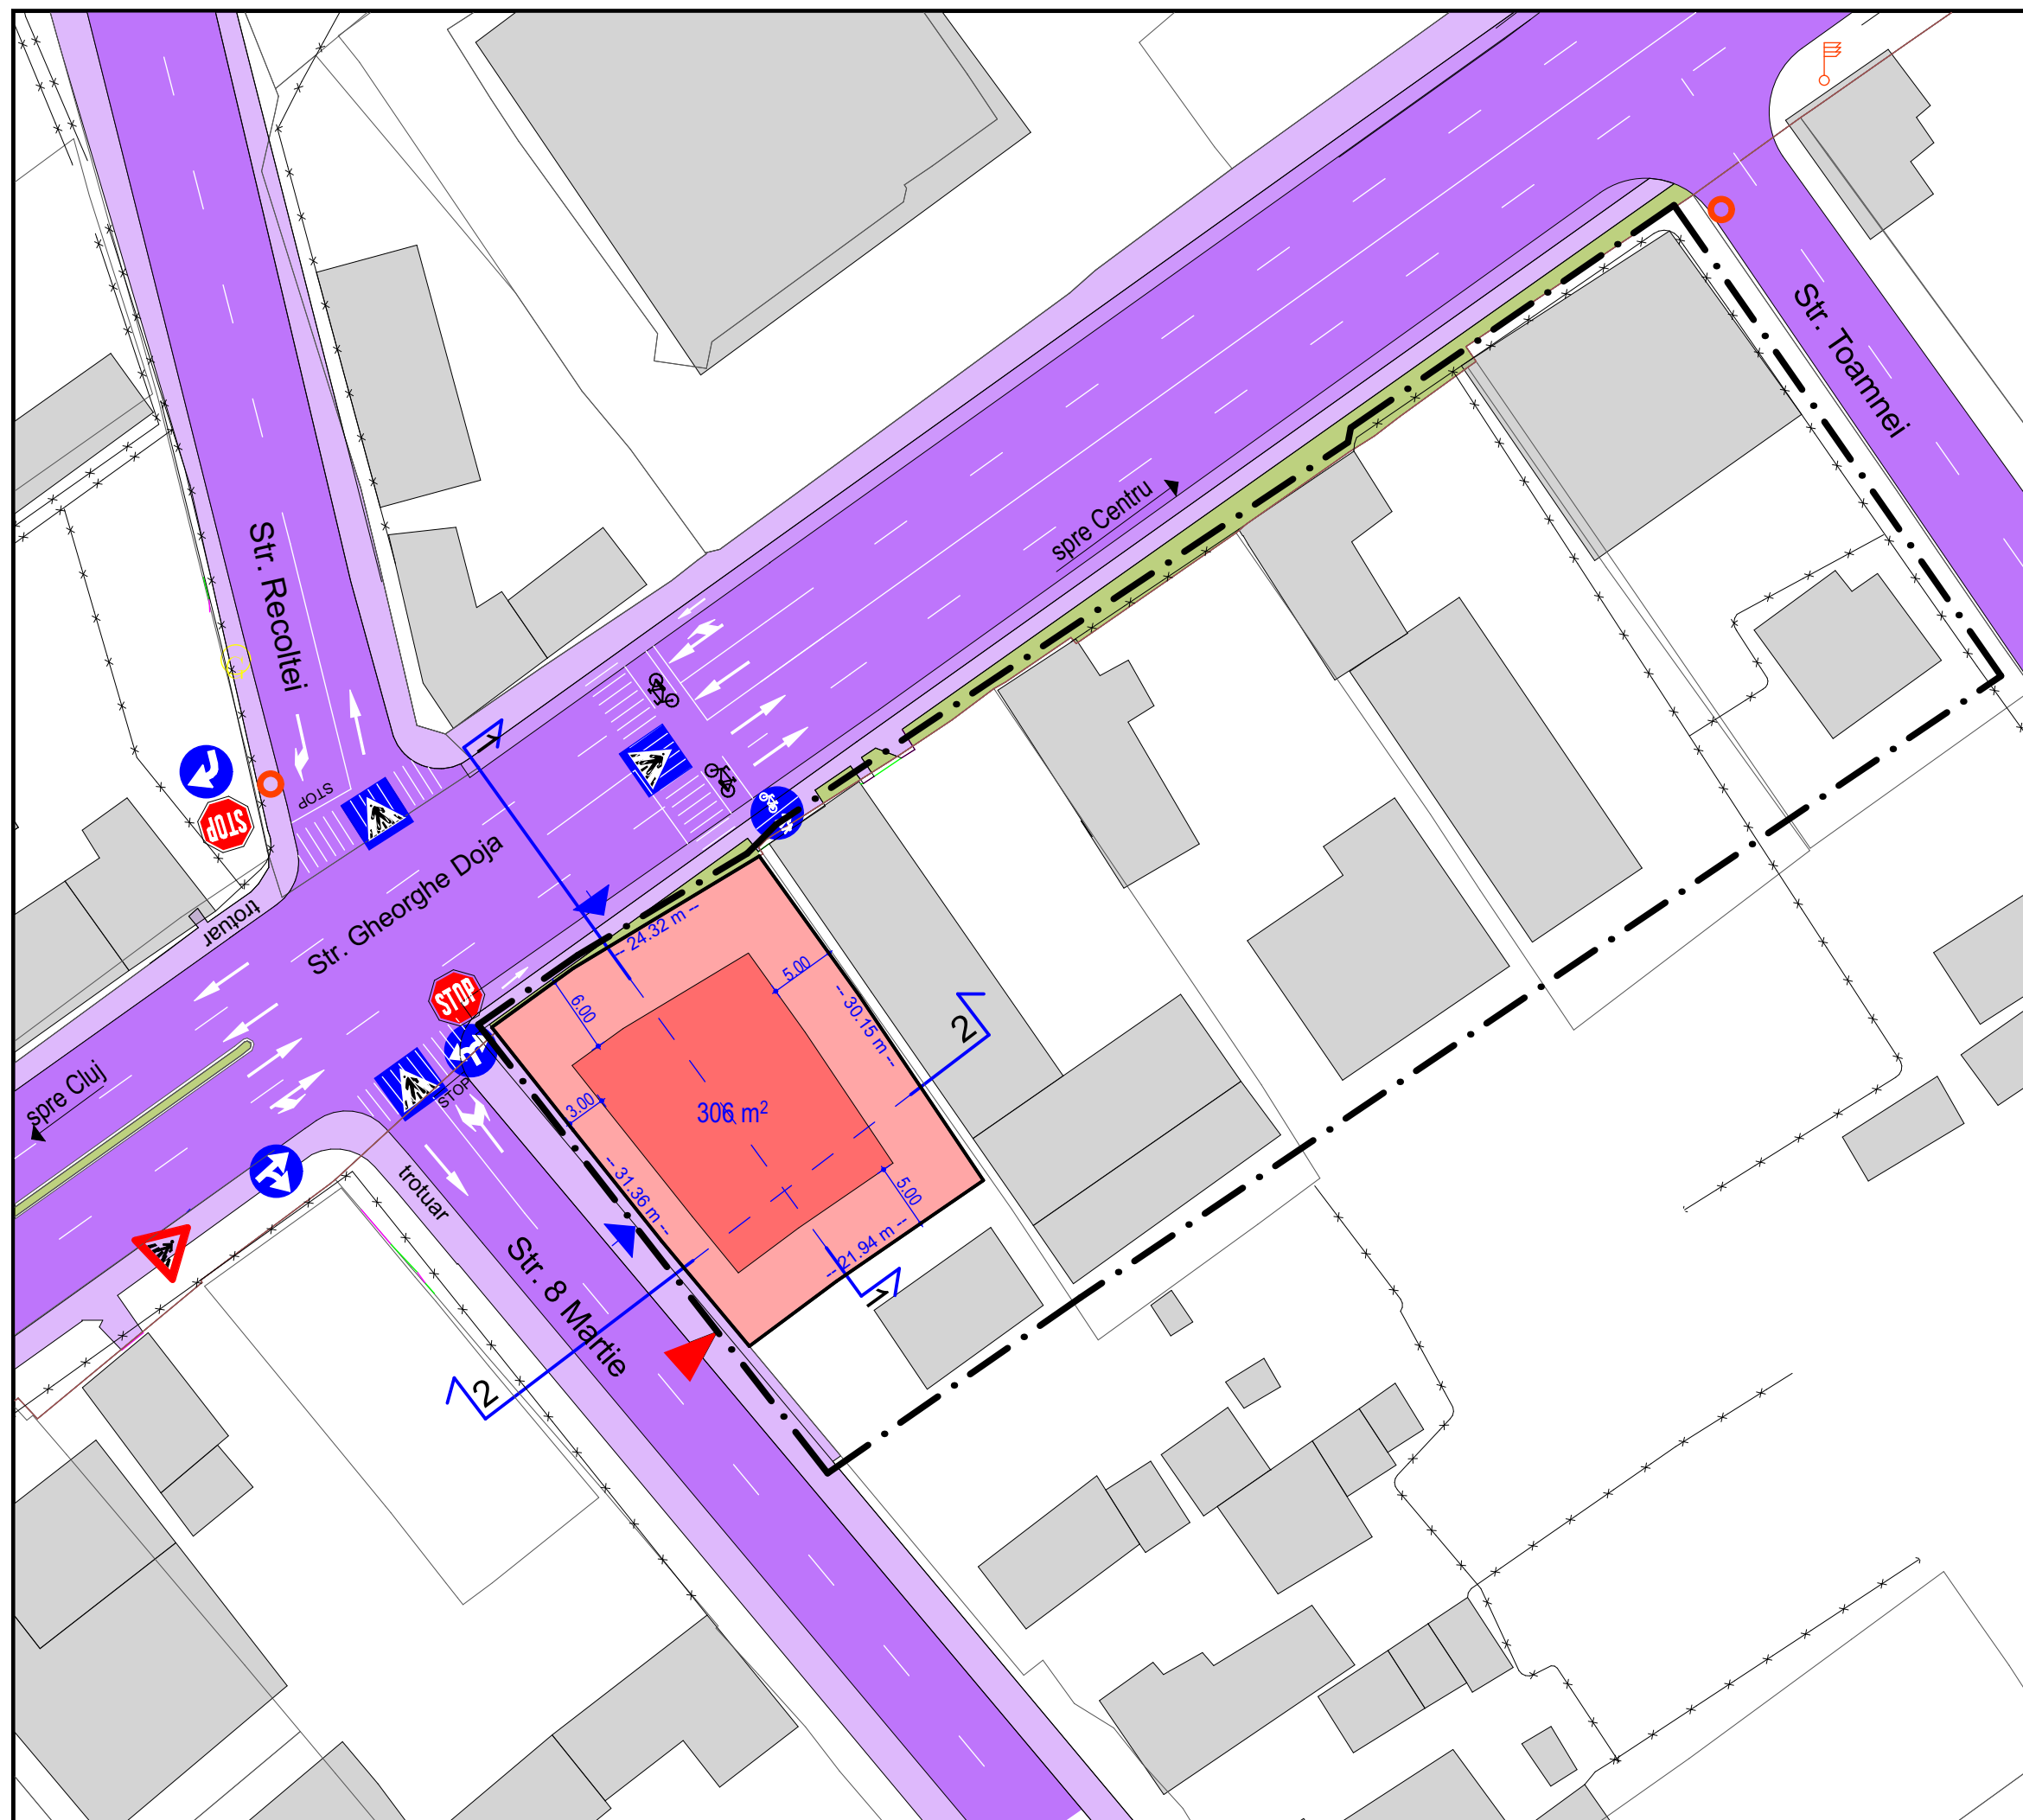 Str. Toamnei
spre Centru
Str. Recoltei
STOP
STOP
trotuar
Str. Gheorghe Doja
1
24.32 m
5.00
6.00
STOP
30.15 m
2
spre Cluj
STOP
3.00
306 m²
31.36 m
5.00
21.94 m
trotuar
Str. 8 Martie
1
2